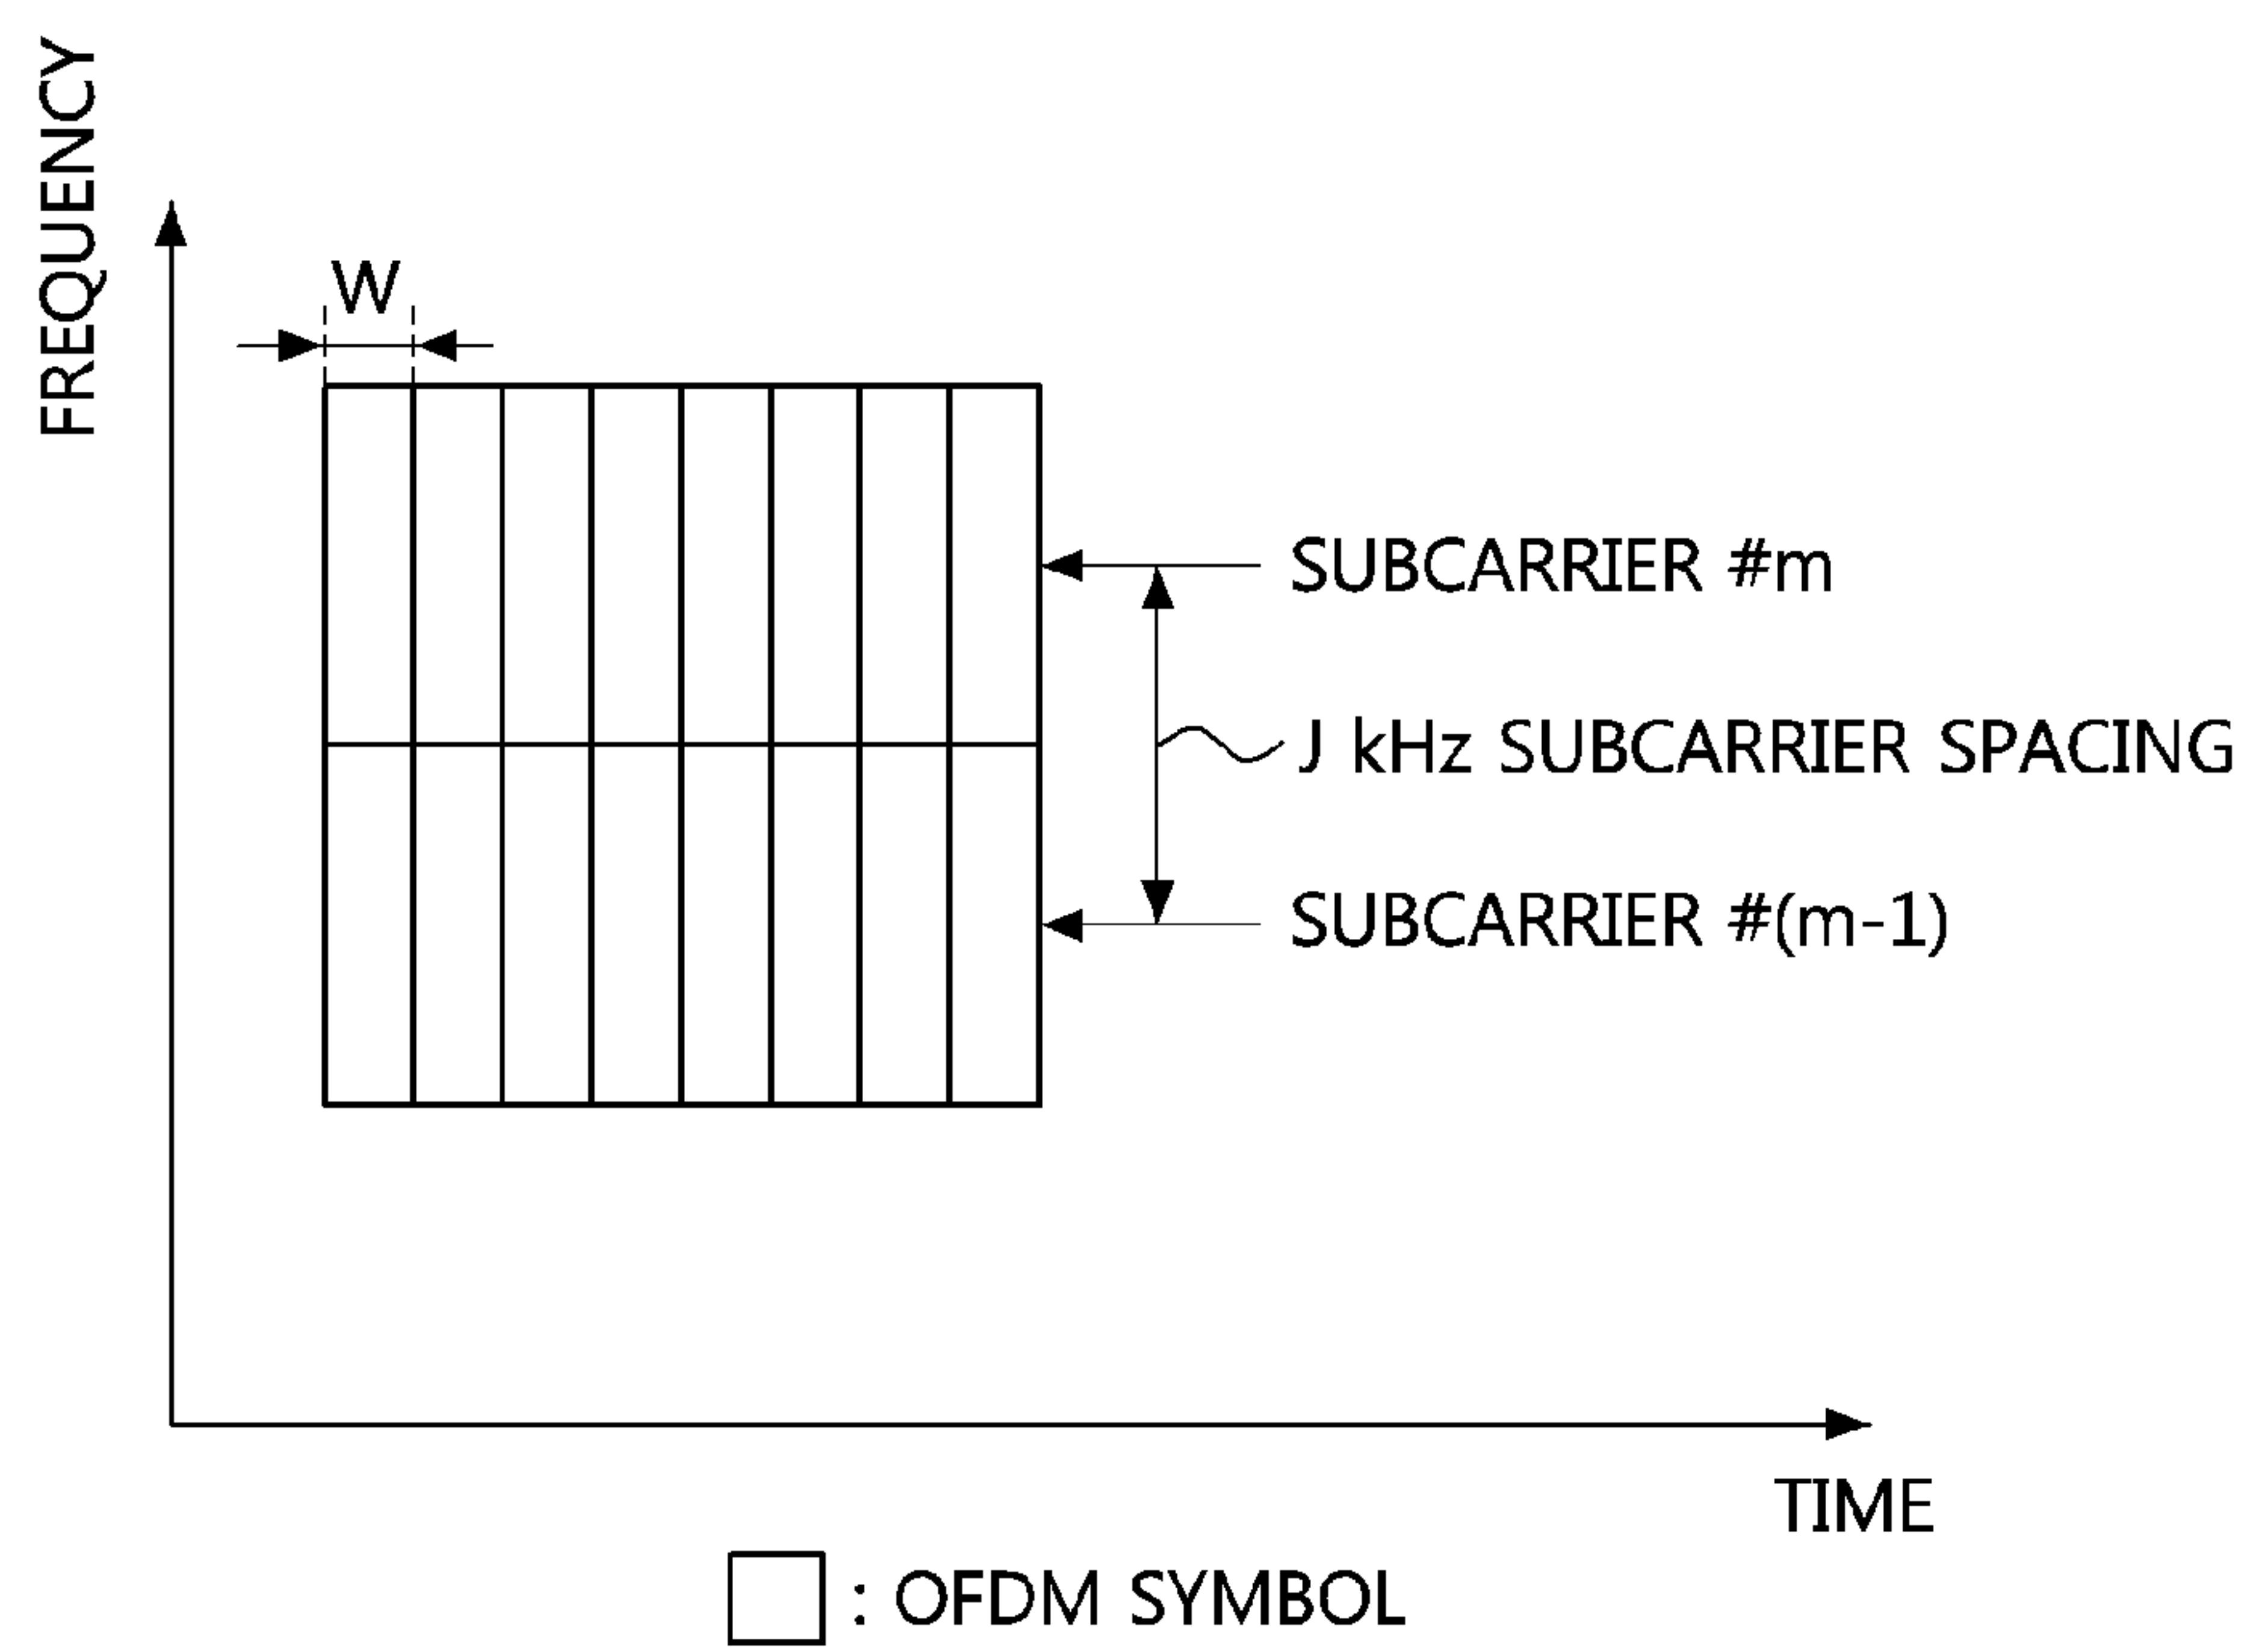 FREQUENCY
W
SUBCARRIER #m
J kHz SUBCARRIER SPACING
SUBCARRIER #(m-1)
TIME
: OFDM SYMBOL